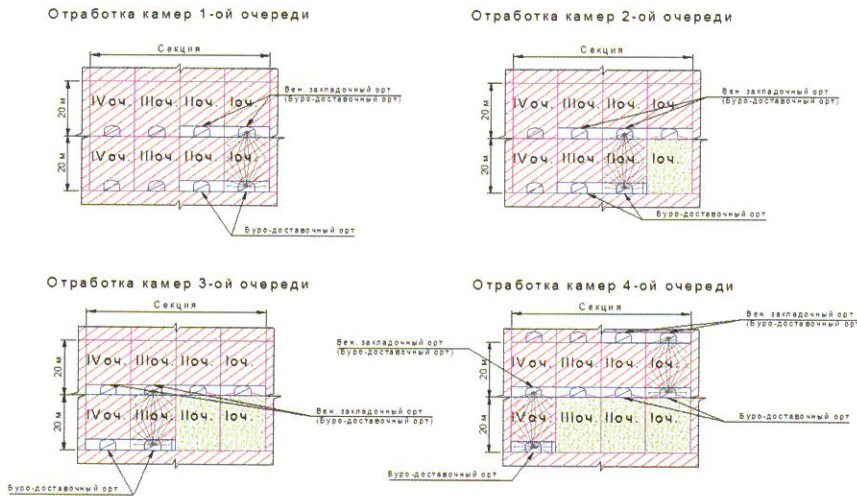 Отработка камер 1-ой очереди
Секция
20 м
IVоч. IIIоч. IIоч. Iоч.
Вен. закладочный орт
(Буро-доставочный орт)
20 м
IVоч. IIIоч. IIоч. Iоч.
Буро-доставочный орт
Отработка камер 2-ой очереди
Секция
20 м
IVоч. IIIоч. IIоч. Iоч.
Вен. закладочный орт
(Буро-доставочный орт)
20 м
IVоч. IIIоч. IIоч. Iоч.
Буро-доставочный орт
Отработка камер 3-ой очереди
Секция
20 м
IVоч. IIIоч. IIоч. Iоч.
Вен. закладочный орт
(Буро-доставочный орт)
20 м
IVоч. IIIоч. IIоч. Iоч.
Буро-доставочный орт
Отработка камер 4-ой очереди
Секция
Вен. закладочный орт
(Буро-доставочный орт)
Вен. закладочный орт
(Буро-доставочный орт)
20 м
IVоч. IIIоч. IIоч. Iоч.
Буро-доставочный орт
20 м
IVоч. IIIоч. IIоч. Iоч.
Буро-доставочный орт